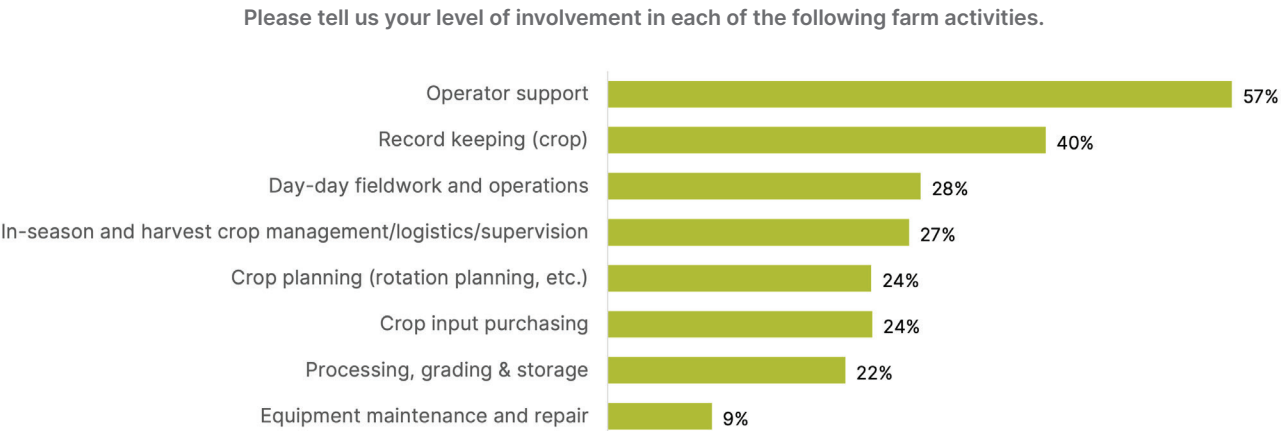 Please tell us your level of involvement in each of the following farm activities.
Operator support 57%
Record keeping (crop) 40%
Day-day fieldwork and operations 28%
In-season and harvest crop management/logistics/supervision 27%
Crop planning (rotation planning, etc.) 24%
Crop input purchasing 24%
Processing, grading & storage 22%
Equipment maintenance and repair 9%